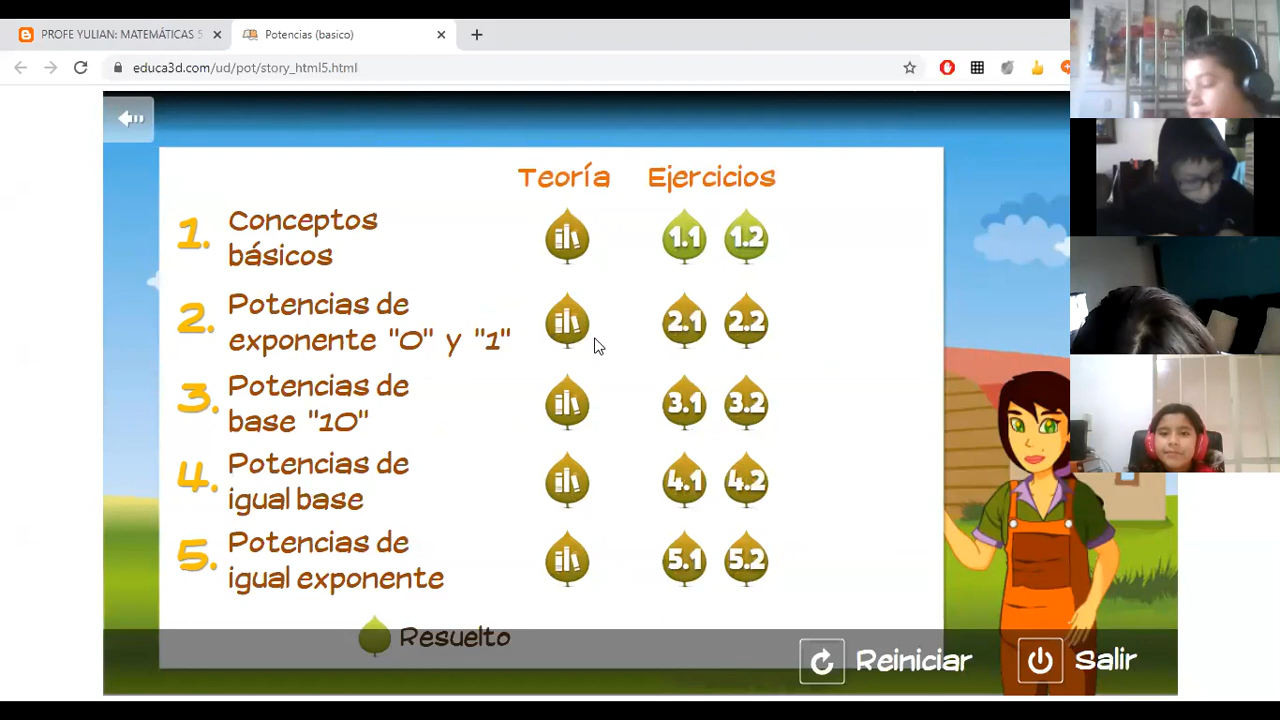 PROFE YULIAN: MATEMÁTICAS 5
Potencias (basico)
educa3d.com/ud/pot/story_html5.html
Teoría Ejercicios
1. Conceptos
básicos
1.1 1.2
2. Potencias de
exponente "0" y "1"
2.1 2.2
3. Potencias de
base "10"
3.1 3.2
4. Potencias de
igual base
4.1 4.2
5. Potencias de
igual exponente
5.1 5.2
Resuelto
Reiniciar Salir